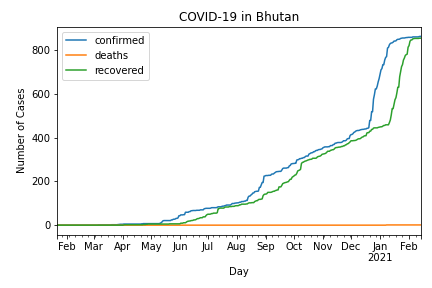 COVID-19 in Bhutan
confirmed
deaths
recovered
Number of Cases
800
600
400
200
0
Feb Mar Apr May Jun Jul Aug Sep Oct Nov Dec Jan Feb
2021
Day